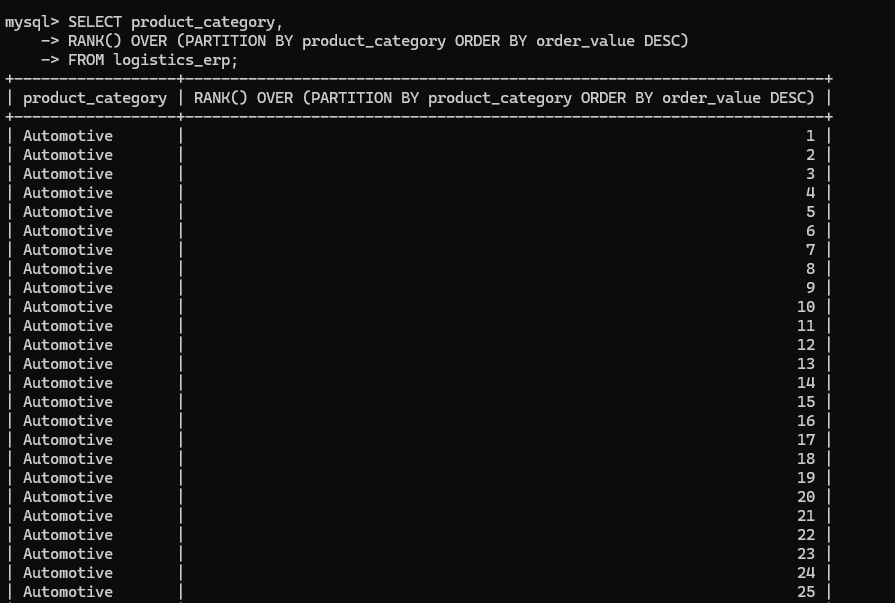 mysql> SELECT product_category,
    -> RANK() OVER (PARTITION BY product_category ORDER BY order_value DESC)
    -> FROM logistics_erp;
+------------------+-----------------------------------------------------------------------+
| product_category | RANK() OVER (PARTITION BY product_category ORDER BY order_value DESC) |
+------------------+-----------------------------------------------------------------------+
| Automotive       |                                                                     1 |
| Automotive       |                                                                     2 |
| Automotive       |                                                                     3 |
| Automotive       |                                                                     4 |
| Automotive       |                                                                     5 |
| Automotive       |                                                                     6 |
| Automotive       |                                                                     7 |
| Automotive       |                                                                     8 |
| Automotive       |                                                                     9 |
| Automotive       |                                                                    10 |
| Automotive       |                                                                    11 |
| Automotive       |                                                                    12 |
| Automotive       |                                                                    13 |
| Automotive       |                                                                    14 |
| Automotive       |                                                                    15 |
| Automotive       |                                                                    16 |
| Automotive       |                                                                    17 |
| Automotive       |                                                                    18 |
| Automotive       |                                                                    19 |
| Automotive       |                                                                    20 |
| Automotive       |                                                                    21 |
| Automotive       |                                                                    22 |
| Automotive       |                                                                    23 |
| Automotive       |                                                                    24 |
| Automotive       |                                                                    25 |